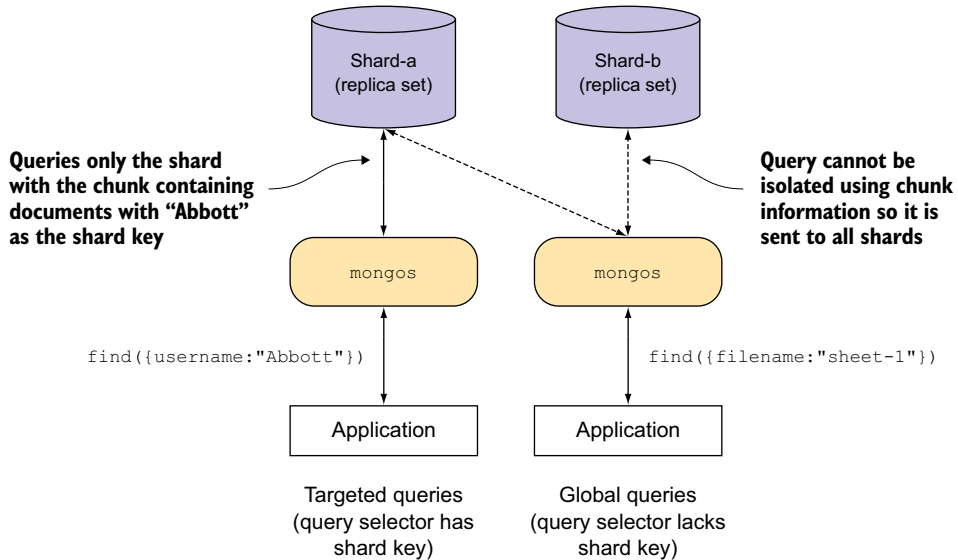 Shard-a
(replica set)
Shard-b
(replica set)
Queries only the shard
with the chunk containing
documents with “Abbott”
as the shard key
Query cannot be
isolated using chunk
information so it is
sent to all shards
mongos
mongos
find({username:"Abbott"})
find({filename:"sheet-1"})
Application
Application
Targeted queries
(query selector has
shard key)
Global queries
(query selector lacks
shard key)